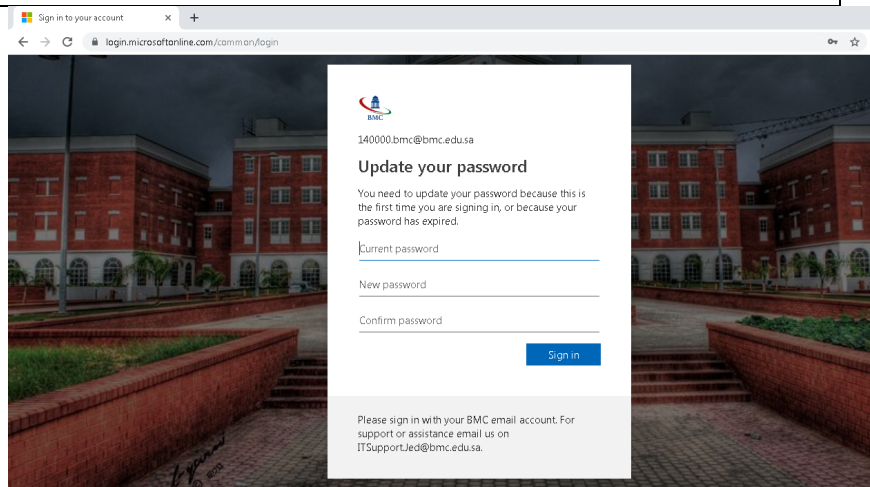 Sign in to your account
login.microsoftonline.com/common/login
BMC
140000.bmc@bmc.edu.sa
Update your password
You need to update your password because this is
the first time you are signing in, or because your
password has expired.
Current password
New password
Confirm password
Sign in
Please sign in with your BMC email account. For
support or assistance email us on
ITSupport.Jed@bmc.edu.sa.